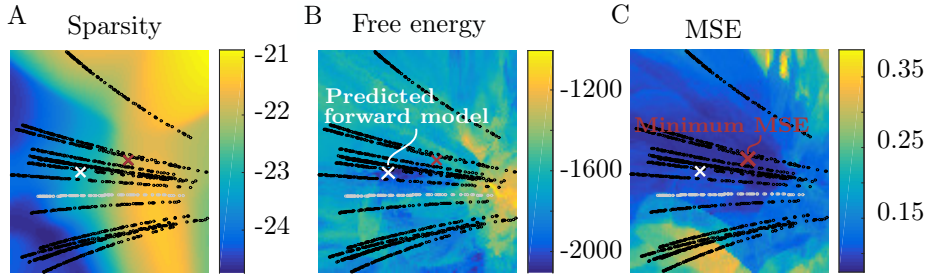 A
Sparsity
-21
-22
-23
-24
B
Free energy
Predicted
forward model
-1200
-1600
-2000
C
MSE
Minimum MSE
0.35
0.25
0.15